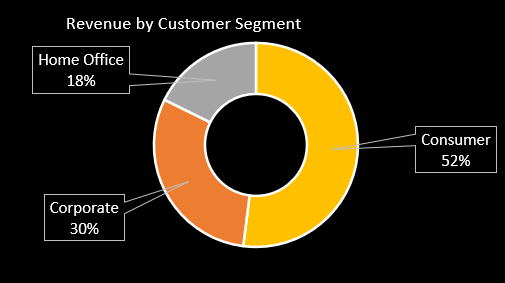 Revenue by Customer Segment
Home Office
18%
Consumer
52%
Corporate
30%